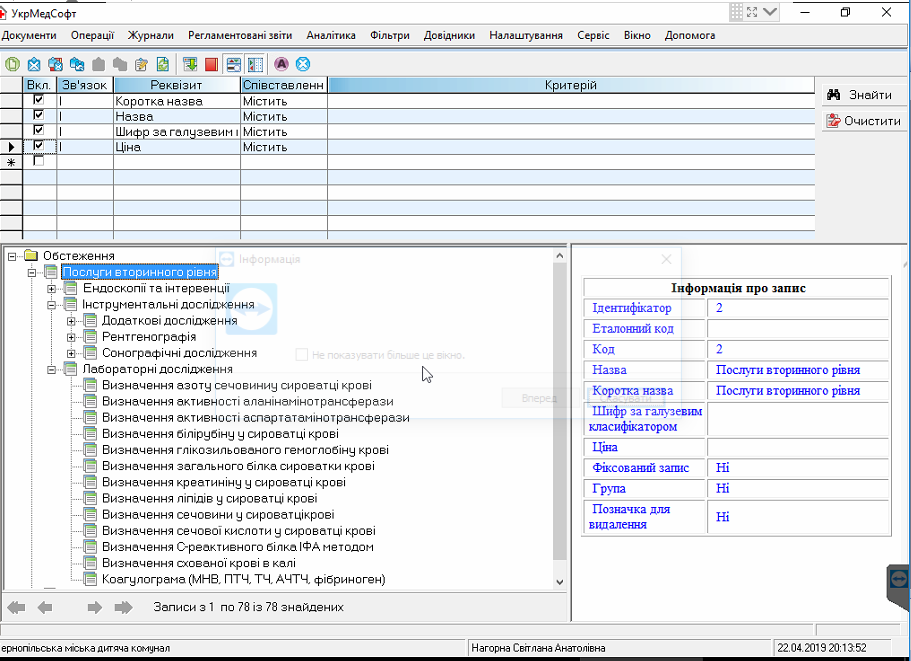 УкрМедСофт
Документи Операції Журнали Регламентовані звіти Аналітика Фільтри Довідники Налаштування Сервіс Вікно Допомога
Вкл. Зв'язок Реквізит Співставленн Критерій
І Коротка назва Містить
І Назва Містить
І Шифр за галузевим Містить
І Ціна Містить
Знайти
Очистити
Обстеження
Послуги вторинного рівня
Ендоскопії та інтервенції
Інструментальні дослідження
Додаткові дослідження
Рентгенографія
Сонографічні дослідження
Лабораторні дослідження
Визначення азоту сечовиниу сироватці крові
Визначення активності аланінамінотрансферази
Визначення активності аспартатамінотрансферази
Визначення білірубіну у сироватці крові
Визначення глікозильованого гемоглобіну крові
Визначення загального білка сироватки крові
Визначення креатиніну у сироватці крові
Визначення ліпідів у сироватці крові
Визначення сечовини у сироватцікрові
Визначення сечової кислоти у сироватці крові
Визначення С-реактивного білка ІФА методом
Визначення схованої крові в калі
Коагулограма (МНВ, ПТЧ, ТЧ, АЧТЧ, фібриноген)
Записи з 1 по 78 із 78 знайдених
Інформація
Не показувати більше це вікно.
Вперед
Скасувати
Інформація про запис
Ідентифікатор 2
Еталонний код
Код 2
Назва Послуги вторинного рівня
Коротка назва Послуги вторинного рівня
Шифр за галузевим
класифікатором
Ціна
Фіксований запис Ні
Група Ні
Позначка для
видалення Ні
ернопільська міська дитяча комунал Нагорна Світлана Анатолівна 22.04.2019 20:13:52